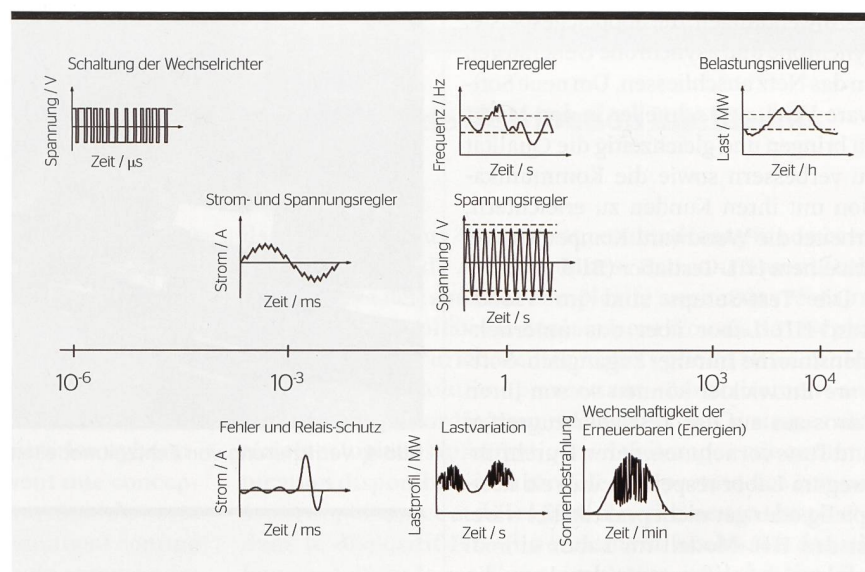 Schaltung der Wechselrichter
Spannung / V
Zeit / µs
Frequenzregler
Frequenz / Hz
Zeit / s
Belastungsnivellierung
Last / MW
Zeit / h
Strom- und Spannungsregler
Strom / A
Zeit / ms
Spannungsregler
Spannung / V
Zeit / s
10-6
10-3
1
103
104
Fehler und Relais-Schutz
Strom / A
Zeit / ms
Lastvariation
Lastprofil / MW
Zeit / s
Wechselhaftigkeit der
Erneuerbaren (Energien)
Sonnenbestrahlung
Zeit / min